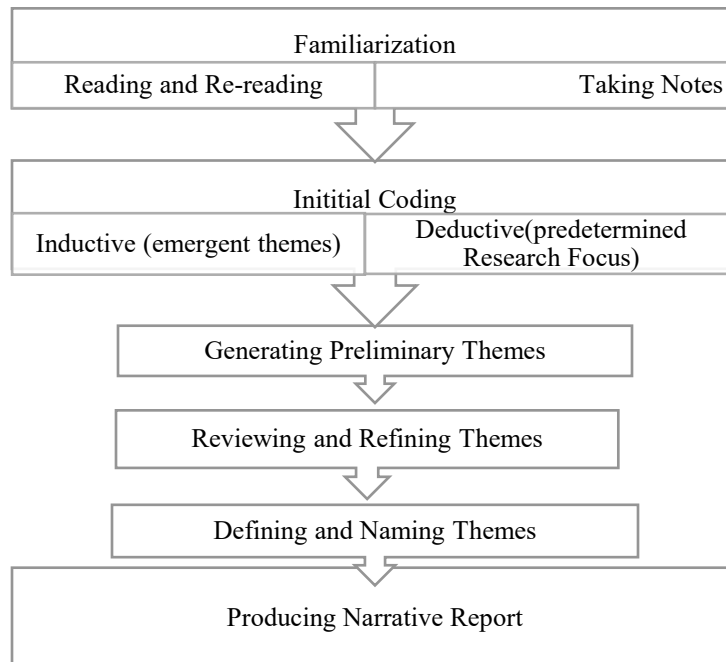 Familiarization
Reading and Re-reading
Taking Notes
Inititial Coding
Inductive (emergent themes)
Deductive(predetermined
Research Focus)
Generating Preliminary Themes
Reviewing and Refining Themes
Defining and Naming Themes
Producing Narrative Report